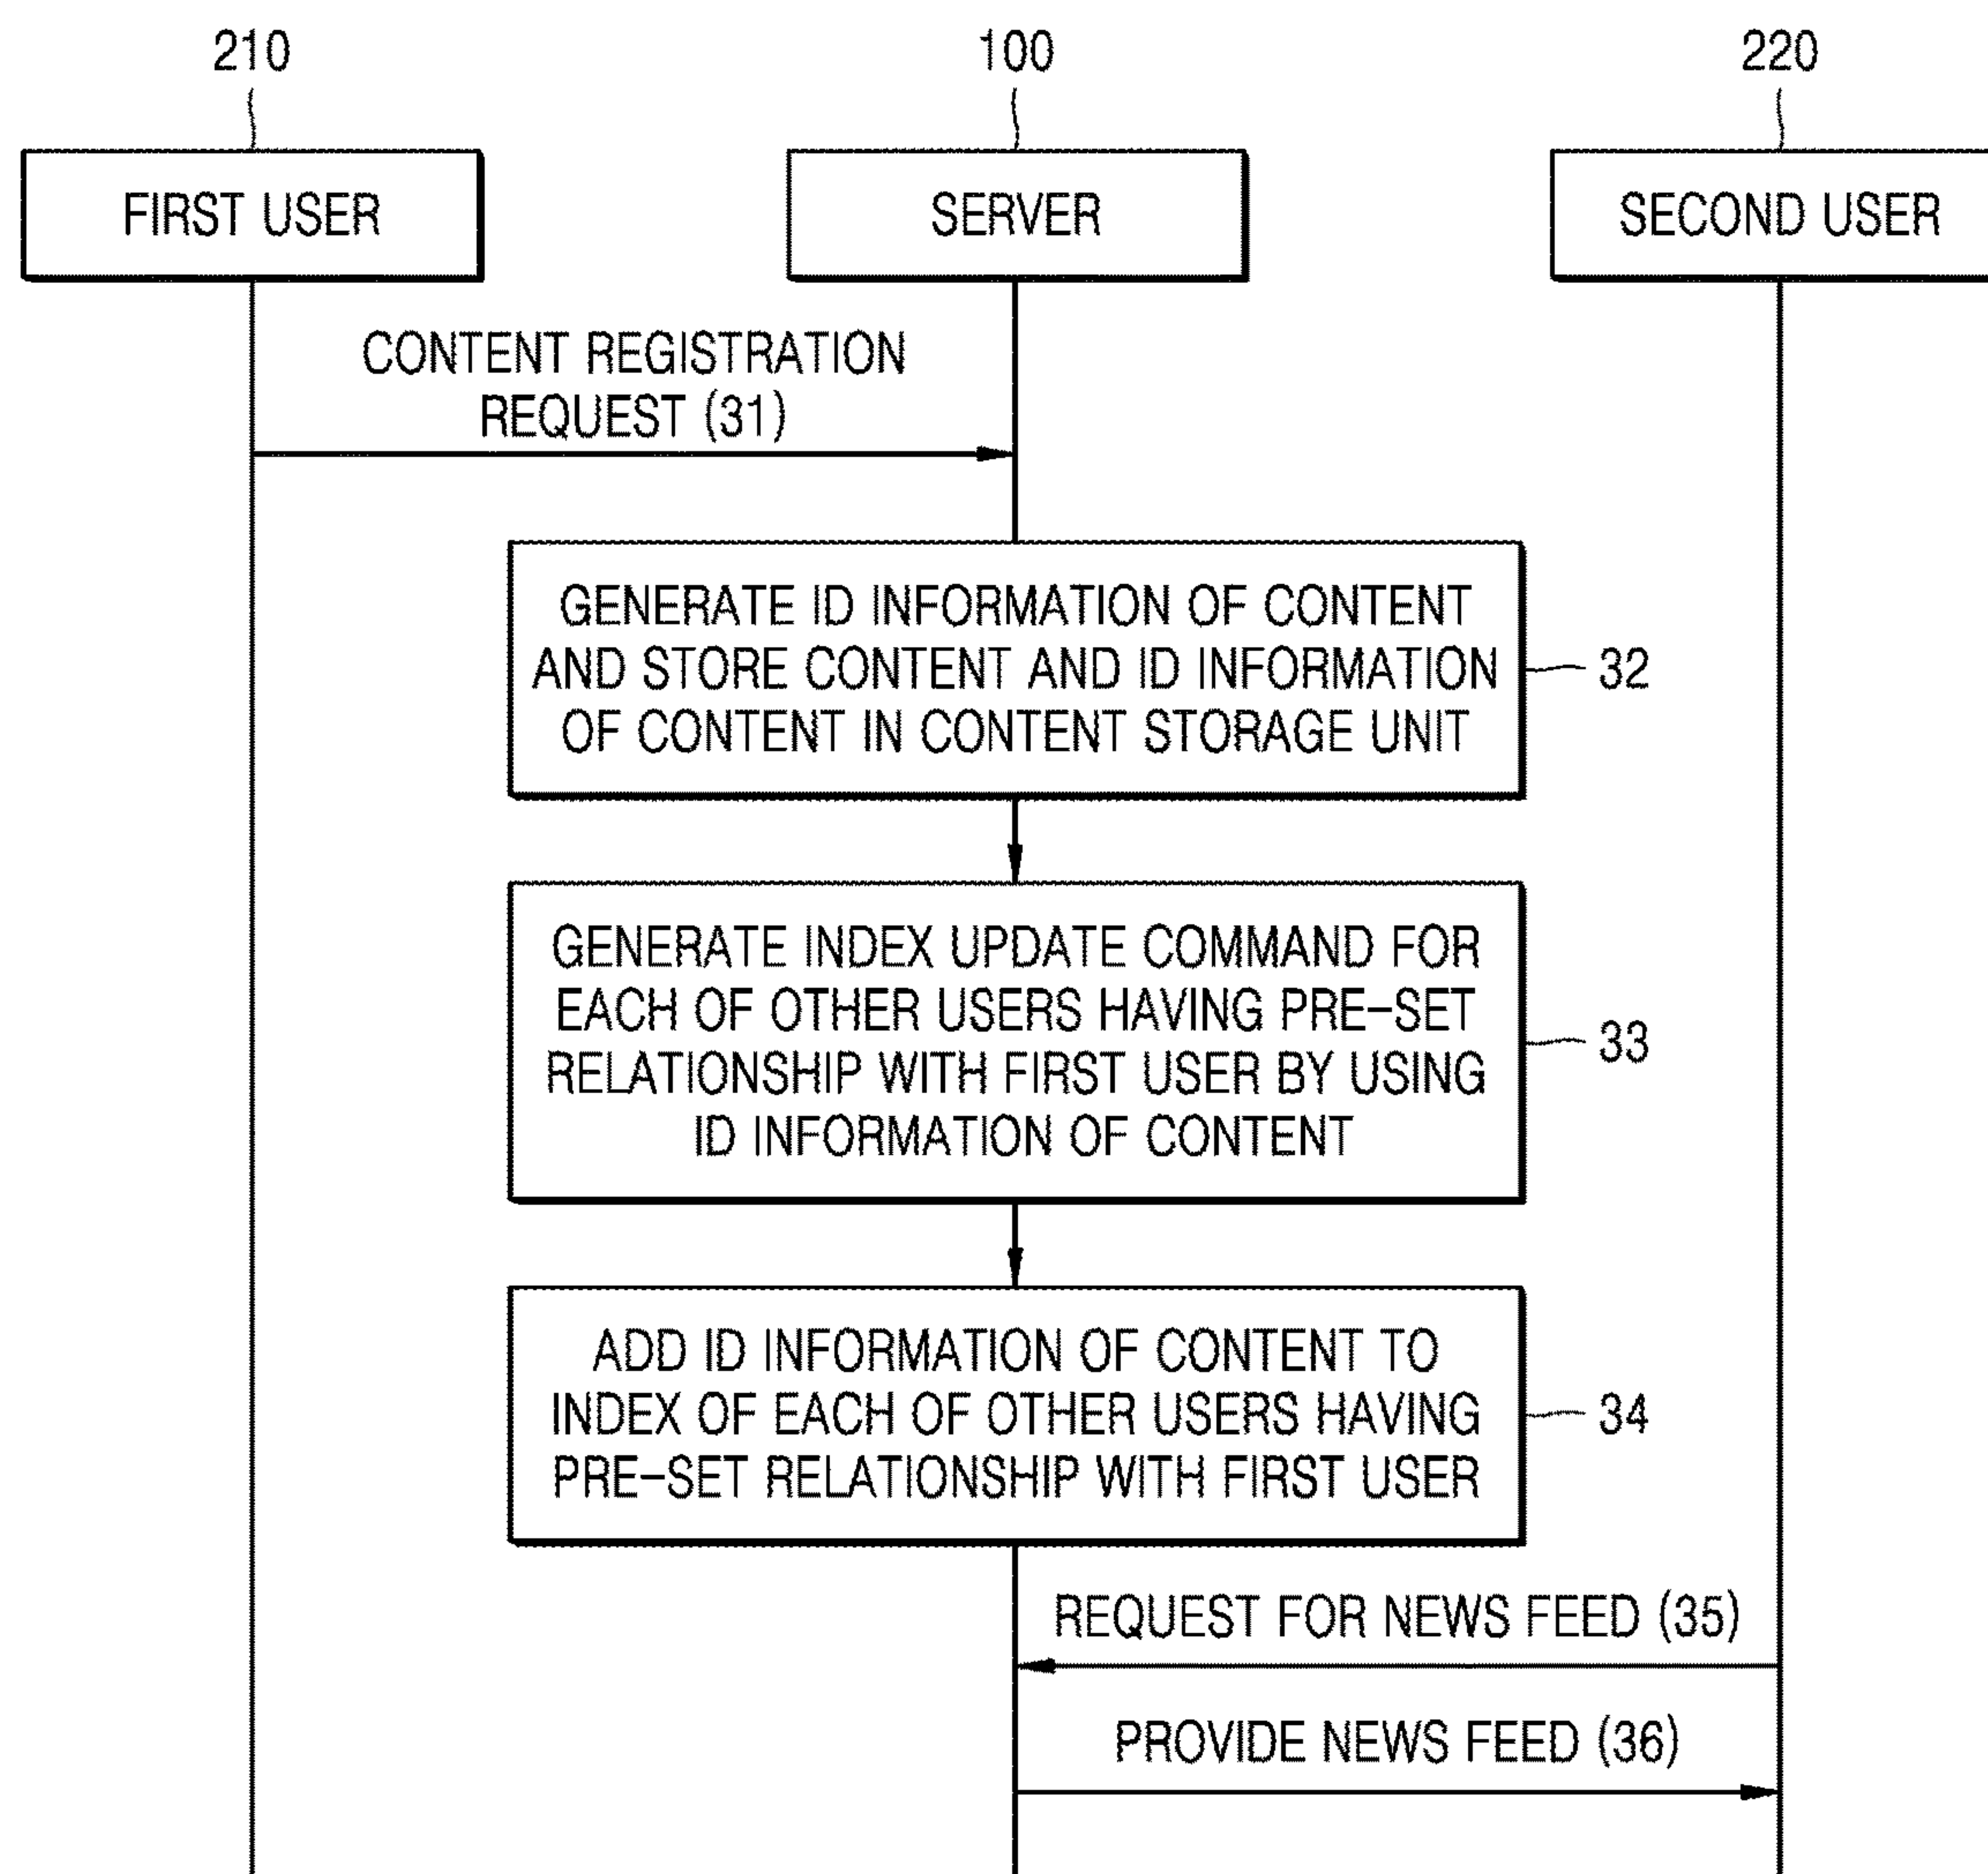 210
100
220
FIRST USER
SERVER
SECOND USER
CONTENT REGISTRATION
REQUEST (31)
GENERATE ID INFORMATION OF CONTENT
AND STORE CONTENT AND ID INFORMATION
OF CONTENT IN CONTENT STORAGE UNIT
32
GENERATE INDEX UPDATE COMMAND FOR
EACH OF OTHER USERS HAVING PRE-SET
RELATIONSHIP WITH FIRST USER BY USING
ID INFORMATION OF CONTENT
33
ADD ID INFORMATION OF CONTENT TO
INDEX OF EACH OF OTHER USERS HAVING
PRE-SET RELATIONSHIP WITH FIRST USER
34
REQUEST FOR NEWS FEED (35)
PROVIDE NEWS FEED (36)